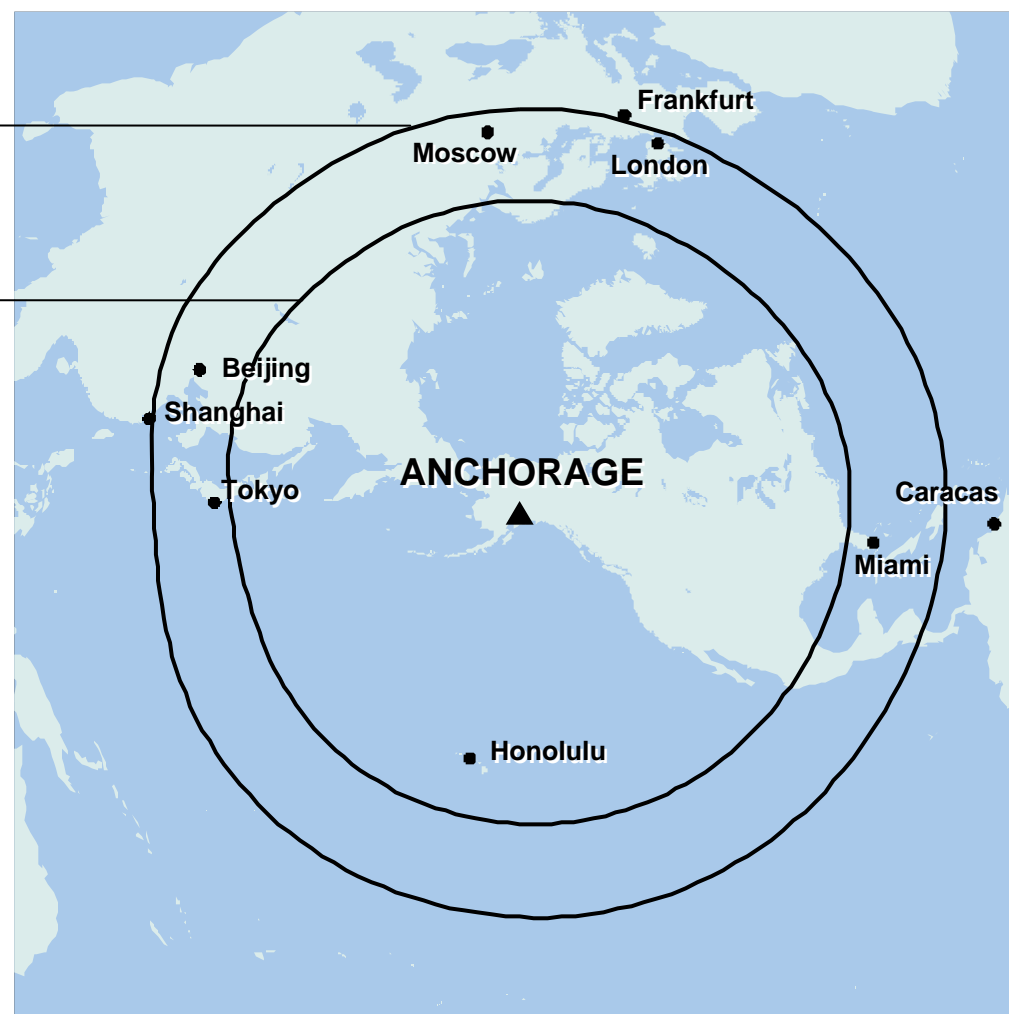 Frankfurt
Moscow
London
Beijing
Shanghai
ANCHORAGE
Tokyo
Caracas
Miami
Honolulu